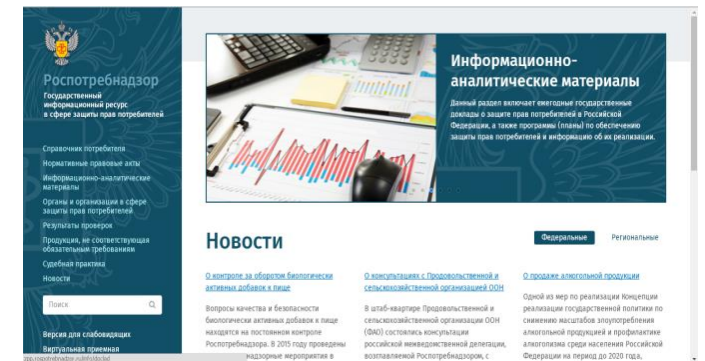 Роспотребнадзор
Государственный
информационный ресурс
в сфере защиты прав потребителей
Справочник потребителя
Нормативные правовые акты
Информационно-аналитические
материалы
Органы и организации в сфере
защиты прав потребителей
Результаты проверок
Продукция, не соответствующая
обязательным требованиям
Судебная практика
Новости
Поиск
Версия для слабовидящих
Виртуальная приемная
Информационно-
аналитические материалы
Данный раздел включает ежегодные государственные
доклады о защите прав потребителей в Российской
Федерации, а также программы (планы) по обеспечению
защиты прав потребителей и информацию об их реализации.
Новости
Федеральные
Региональные
О контроле за оборотом биологически
активных добавок к пище
Вопросы качества и безопасности
биологически активных добавок к пище
находятся на постоянном контроле
Роспотребнадзора. В 2015 году проведены
надзорные мероприятия в
О консультациях с Продовольственной и
сельскохозяйственной организацией ООН
В штаб-квартире Продовольственной и
сельскохозяйственной организации ООН
(ФАО) состоялись консультации
российской межведомственной делегации,
возглавляемой Роспотребнадзором, с
О продаже алкогольной продукции
Одной из мер по реализации Концепции
реализации государственной политики по
снижению масштабов злоупотребления
алкогольной продукцией и профилактике
алкоголизма среди населения Российской
Федерации на период до 2020 года,